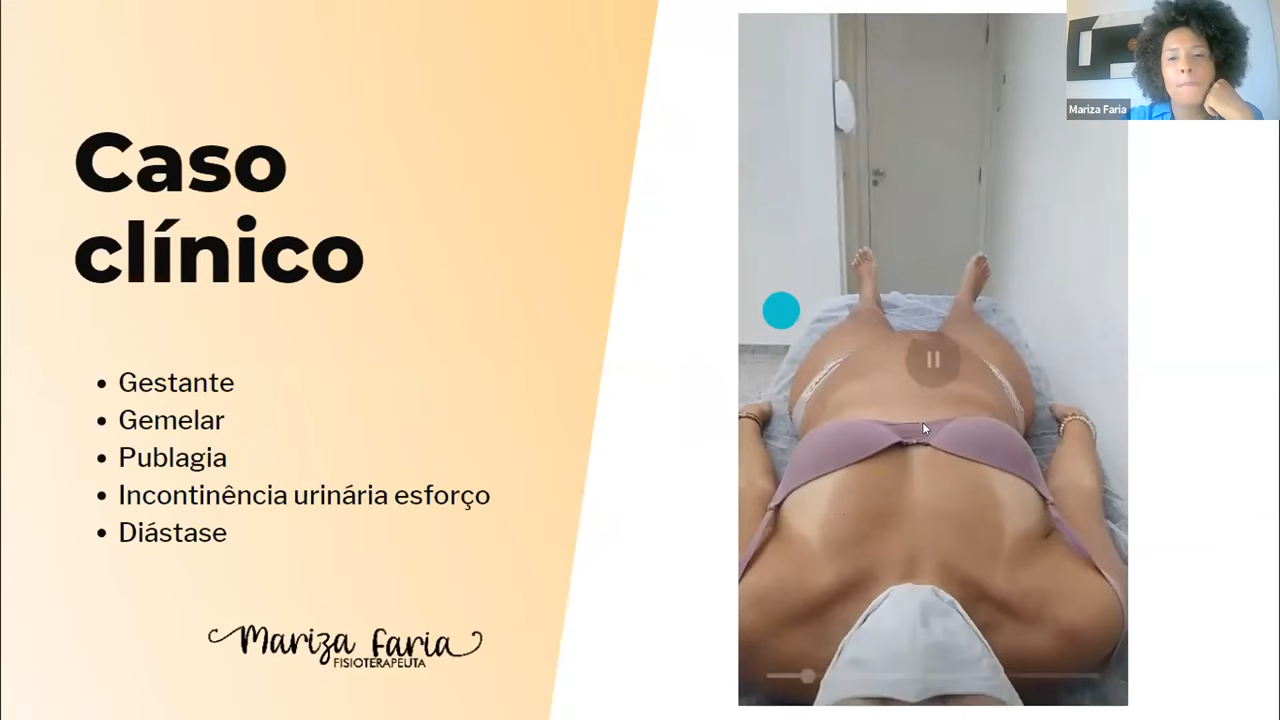 Caso
clínico
Gestante
Gemelar
Publagia
Incontinência urinária esforço
Diástase
Mariza Faria
FISIOTERAPEUTA
Mariza Faria